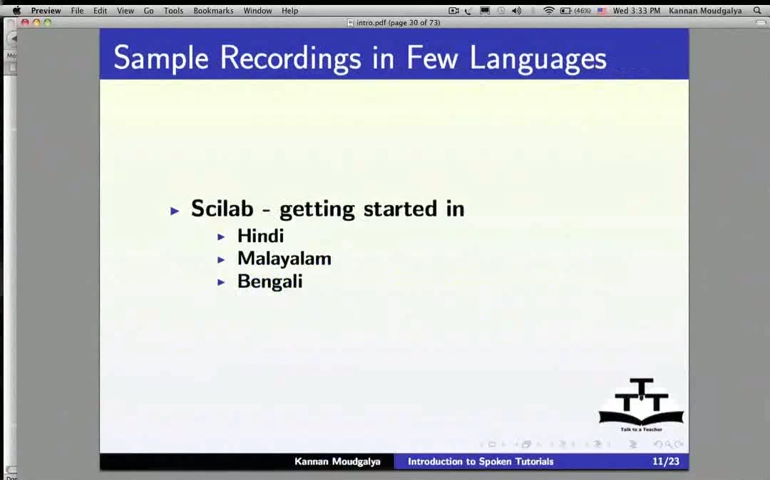 Preview File Edit View Go Tools Bookmarks Window Help (46%) Wed 3:33 PM Kannan Moudgalya
intro.pdf (page 30 of 73)
Sample Recordings in Few Languages
Scilab - getting started in
Hindi
Malayalam
Bengali
TTT
Talk to a Teacher
Kannan Moudgalya Introduction to Spoken Tutorials 11/23